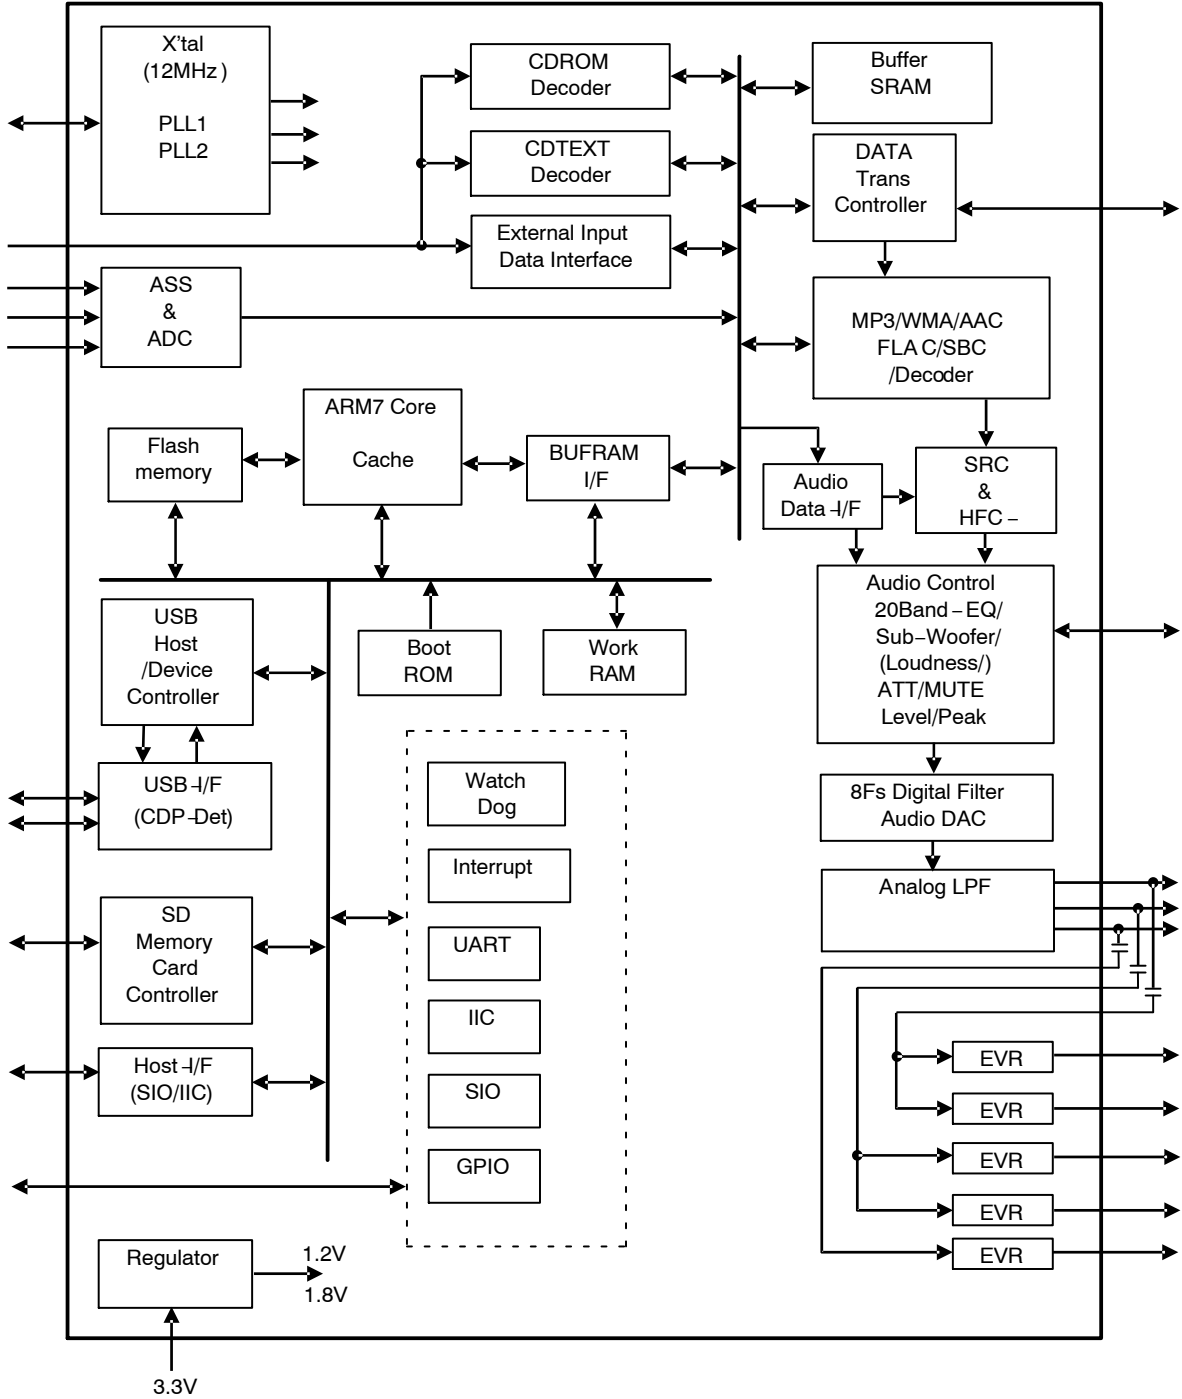 X'tal
(12MHz)
PLL1
PLL2
CDROM
Decoder
CDTEXT
Decoder
External Input
Data Interface
Buffer
SRAM
DATA
Trans
Controller
ASS
&
ADC
MP3/WMA/AAC
FLAC/SBC
/Decoder
ARM7 Core
Cache
Flash
memory
BUFRAM
I/F
Audio
Data-I/F
SRC
&
HFC-
Audio Control
20Band-EQ/
Sub-Woofer/
(Loudness/)
ATT/MUTE
Level/Peak
USB
Host
/Device
Controller
Boot
ROM
Work
RAM
USB-I/F
(CDP-Det)
Watch
Dog
Interrupt
UART
IIC
SIO
GPIO
8Fs Digital Filter
Audio DAC
Analog LPF
SD
Memory
Card
Controller
Host-I/F
(SIO/IIC)
EVR
EVR
EVR
EVR
EVR
Regulator
1.2V
1.8V
3.3V